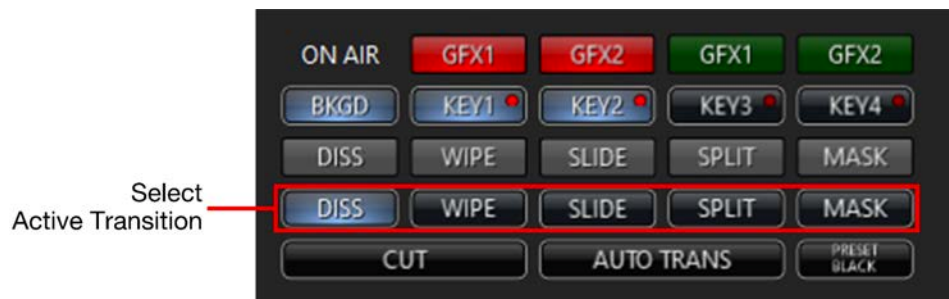 ON AIR GFX1 GFX2 GFX1 GFX2
BKGD KEY1 KEY2 KEY3 KEY4
DISS WIPE SLIDE SPLIT MASK
Select
Active Transition
DISS WIPE SLIDE SPLIT MASK
CUT AUTO TRANS PRESET
BLACK